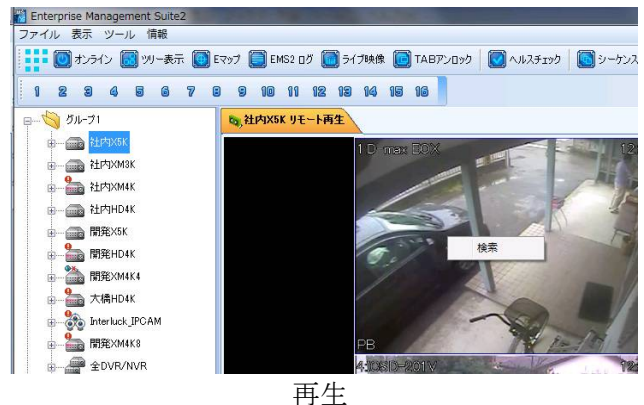 Enterprise Management Suite2
ファイル 表示 ツール 情報
オンライン ツリー表示 Eマップ EMS2 ログ ライブ映像 TABアンロック ヘルスチェック シーケンス
1 2 3 4 5 6 7 8 9 10 11 12 13 14 15 16
グループ1
社内X5K リモート再生
社内X5K
社内XM3K
社内XM4K
社内HD4K
開発X5K
開発HD4K
開発XM4K4
大橋HD4K
Interluck_IPCAM
開発XM4K8
全DVR/NVR
1 D-max BOX
12:
検索
PB
再生